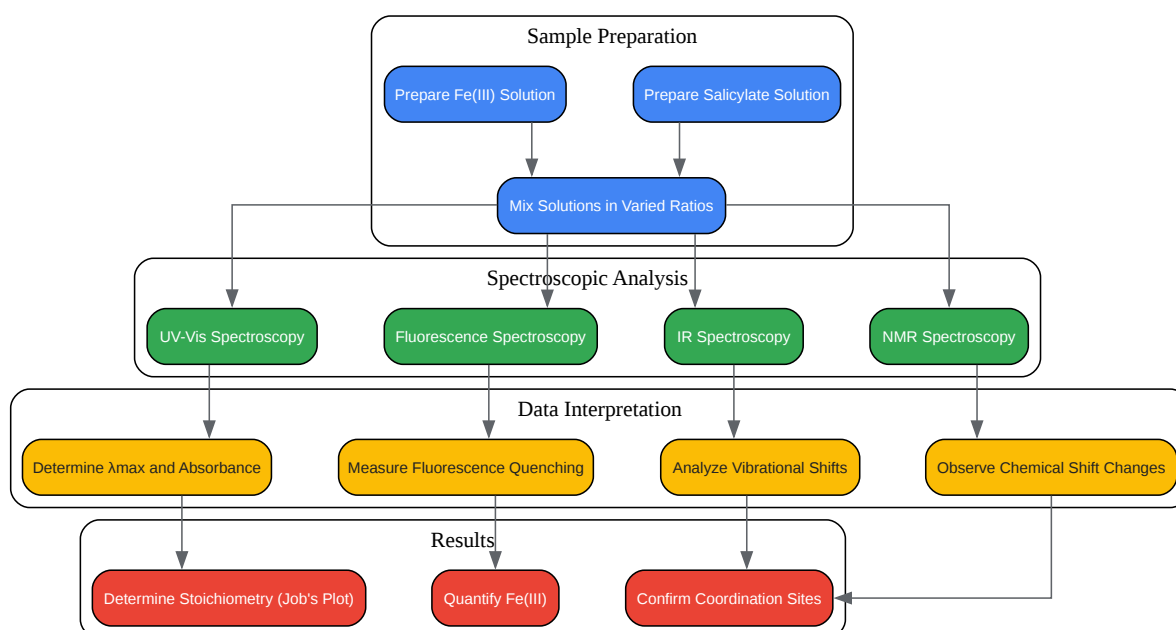 Sample Preparation
Prepare Fe(III) Solution
Prepare Salicylate Solution
Mix Solutions in Varied Ratios
Spectroscopic Analysis
UV-Vis Spectroscopy
Fluorescence Spectroscopy
IR Spectroscopy
NMR Spectroscopy
Data Interpretation
Determine λmax and Absorbance
Measure Fluorescence Quenching
Analyze Vibrational Shifts
Observe Chemical Shift Changes
Results
Determine Stoichiometry (Job's Plot)
Quantify Fe(III)
Confirm Coordination Sites